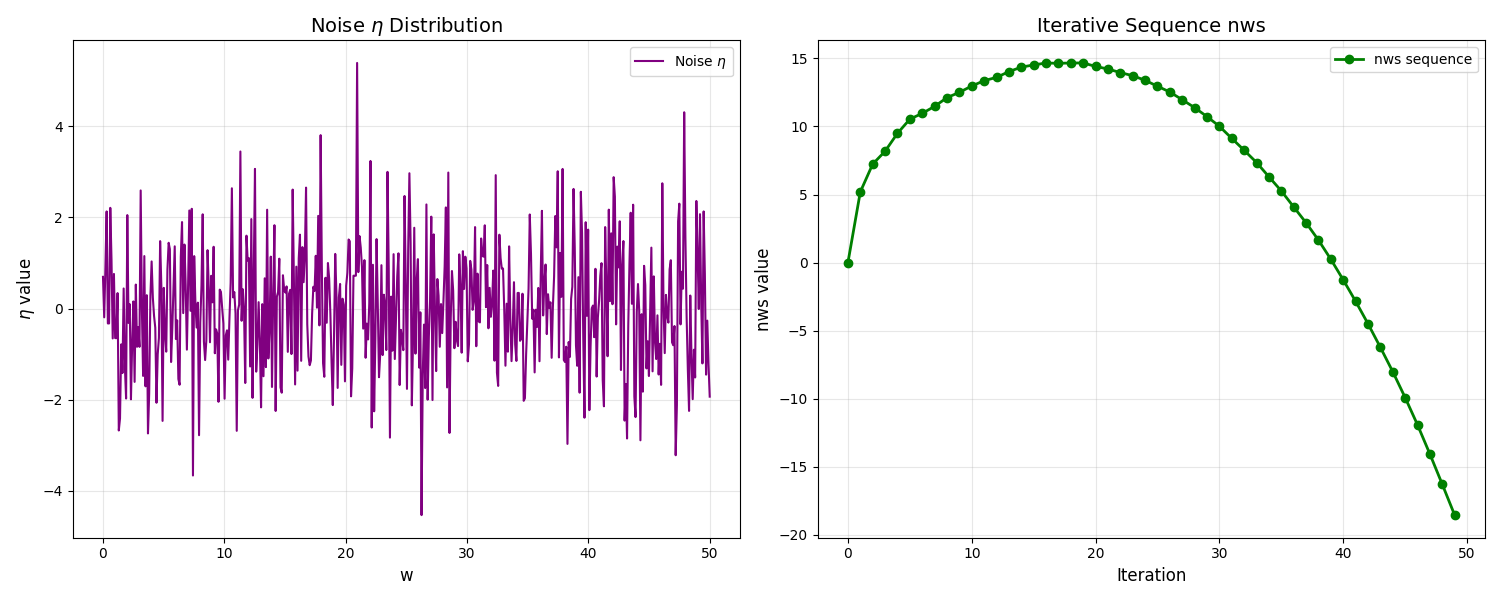 Noise η Distribution
Noise η
η value
4
2
0
−2
−4
0 10 20 30 40 50
w
Iterative Sequence nws
nws sequence
nws value
15
10
5
0
−5
−10
−15
−20
0 10 20 30 40 50
Iteration